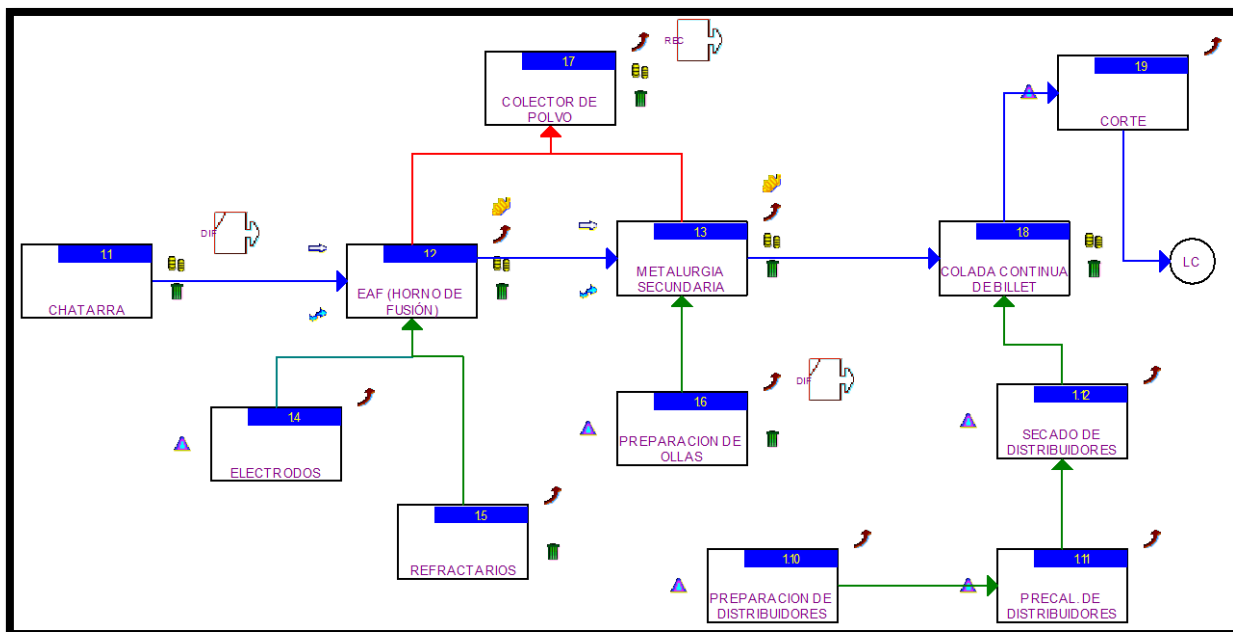 REC
1.7
COLECTOR DE
POLVO
1.9
CORTE
DIF
1.1
CHATARRA
1.2
EAF (HORNO DE
FUSIÓN)
1.3
METALURGIA
SECUNDARIA
1.8
COLADA CONTINUA
DE BILLET
LC
1.4
ELECTRODOS
1.6
PREPARACION DE
OLLAS
DIF
1.12
SECADO DE
DISTRIBUIDORES
1.5
REFRACTARIOS
1.10
PREPARACION DE
DISTRIBUIDORES
1.11
PRECAL. DE
DISTRIBUIDORES